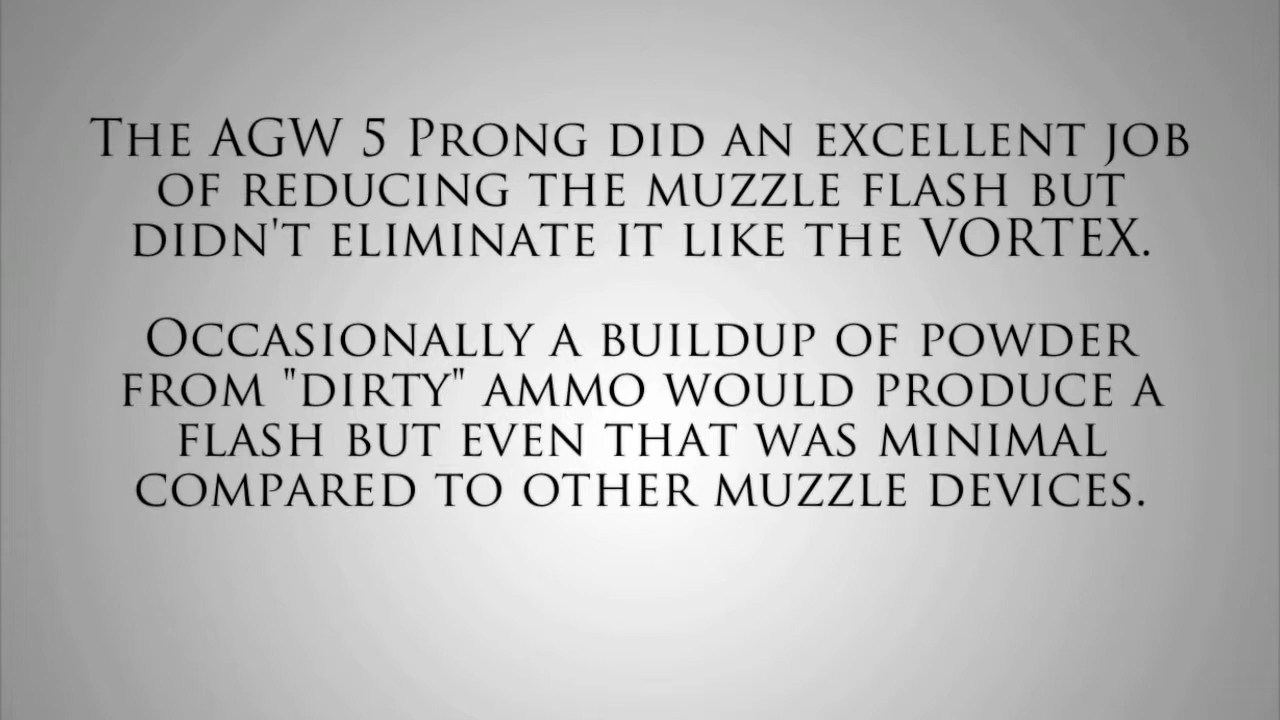 The AGW 5 Prong did an excellent job
of reducing the muzzle flash but
didn't eliminate it like the VORTEX.
Occasionally a buildup of powder
from "dirty" ammo would produce a
flash but even that was minimal
compared to other muzzle devices.